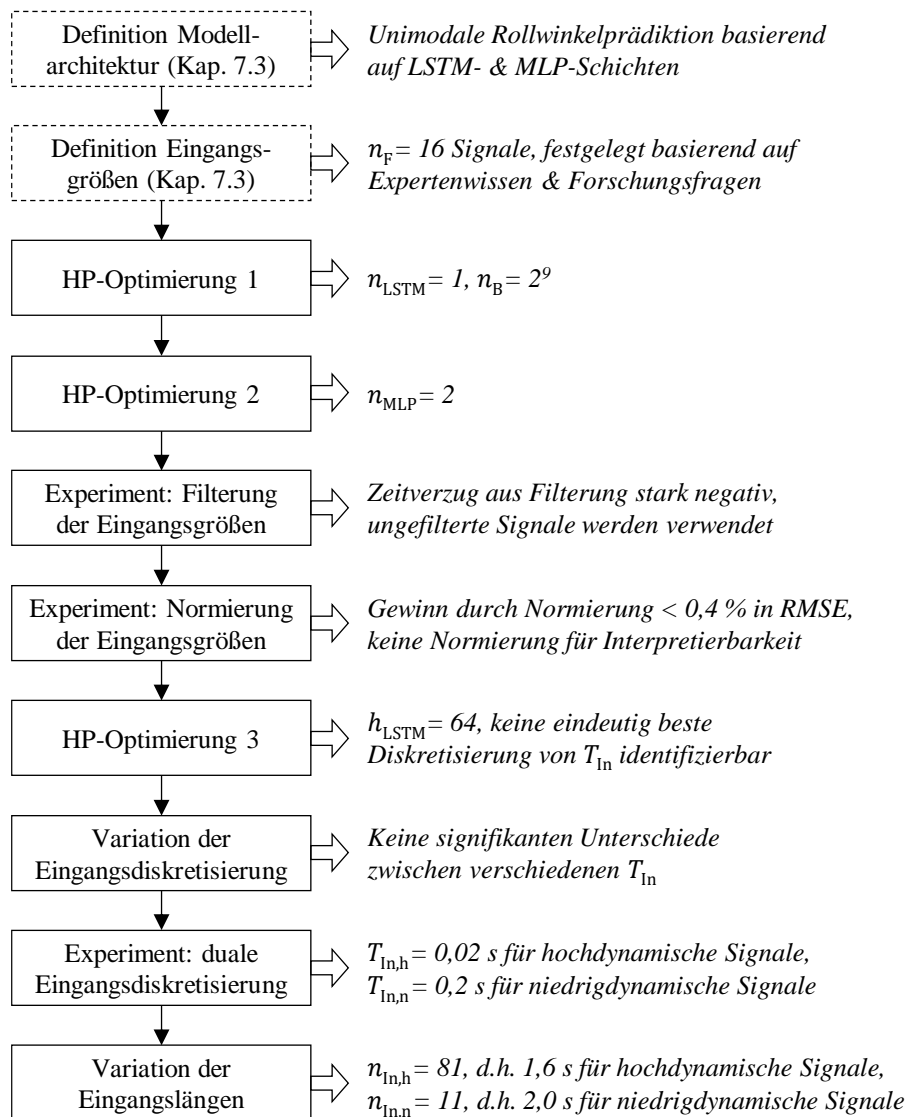 Definition Modell-
architektur (Kap. 7.3)
Unimodale Rollwinkelprädiktion basierend
auf LSTM- & MLP-Schichten
Definition Eingangs-
größen (Kap. 7.3)
n_F = 16 Signale, festgelegt basierend auf
Expertenwissen & Forschungsfragen
HP-Optimierung 1
n_LSTM = 1, n_B = 2⁹
HP-Optimierung 2
n_MLP = 2
Experiment: Filterung
der Eingangsgrößen
Zeitverzug aus Filterung stark negativ,
ungefilterte Signale werden verwendet
Experiment: Normierung
der Eingangsgrößen
Gewinn durch Normierung < 0,4 % in RMSE,
keine Normierung für Interpretierbarkeit
HP-Optimierung 3
h_LSTM = 64, keine eindeutig beste
Diskretisierung von T_In identifizierbar
Variation der
Eingangsdiskretisierung
Keine signifikanten Unterschiede
zwischen verschiedenen T_In
Experiment: duale
Eingangsdiskretisierung
T_In,h = 0,02 s für hochdynamische Signale,
T_In,n = 0,2 s für niedrigdynamische Signale
Variation der
Eingangslängen
n_In,h = 81, d.h. 1,6 s für hochdynamische Signale,
n_In,n = 11, d.h. 2,0 s für niedrigdynamische Signale